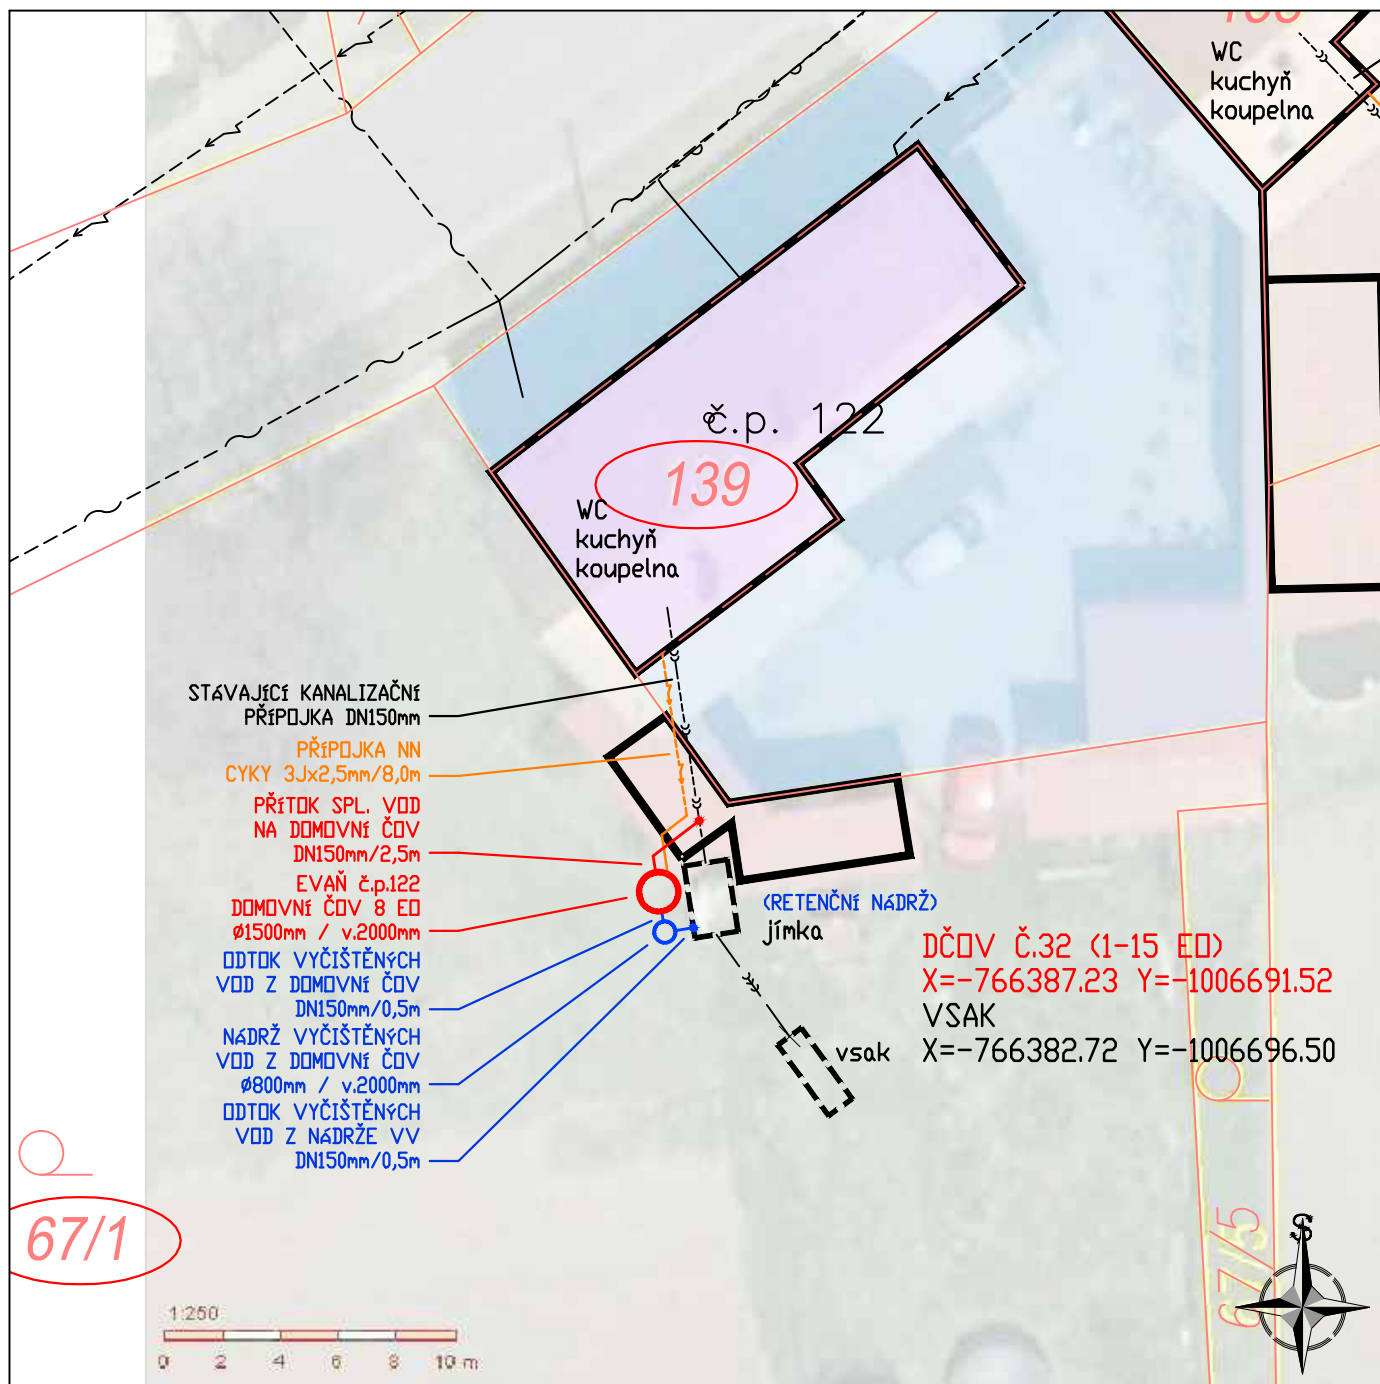 WC
kuchyň
koupelna
č.p. 122
139
WC
kuchyň
koupelna
STÁVAJÍCÍ KANALIZAČNÍ
PŘÍPOJKA DN150mm
PŘÍPOJKA NN
CYKY 3Jx2,5mm/8,0m
PŘÍTOK SPL. VOD
NA DOMOVNÍ ČOV
DN150mm/2,5m
EVAŇ č.p.122
DOMOVNÍ ČOV 8 EO
Ø1500mm / v.2000mm
ODTOK VYČIŠTĚNÝCH
VOD Z DOMOVNÍ ČOV
DN150mm/0,5m
NÁDRŽ VYČIŠTĚNÝCH
VOD Z DOMOVNÍ ČOV
Ø800mm / v.2000mm
ODTOK VYČIŠTĚNÝCH
VOD Z NÁDRŽE VV
DN150mm/0,5m
(RETENČNÍ NÁDRŽ)
jímka
DČOV Č.32 (1-15 EO)
X=-766387.23 Y=-1006691.52
VSAK
X=-766382.72 Y=-1006696.50
vsak
67/1
67/5
S
1:250
0 2 4 6 8 10 m